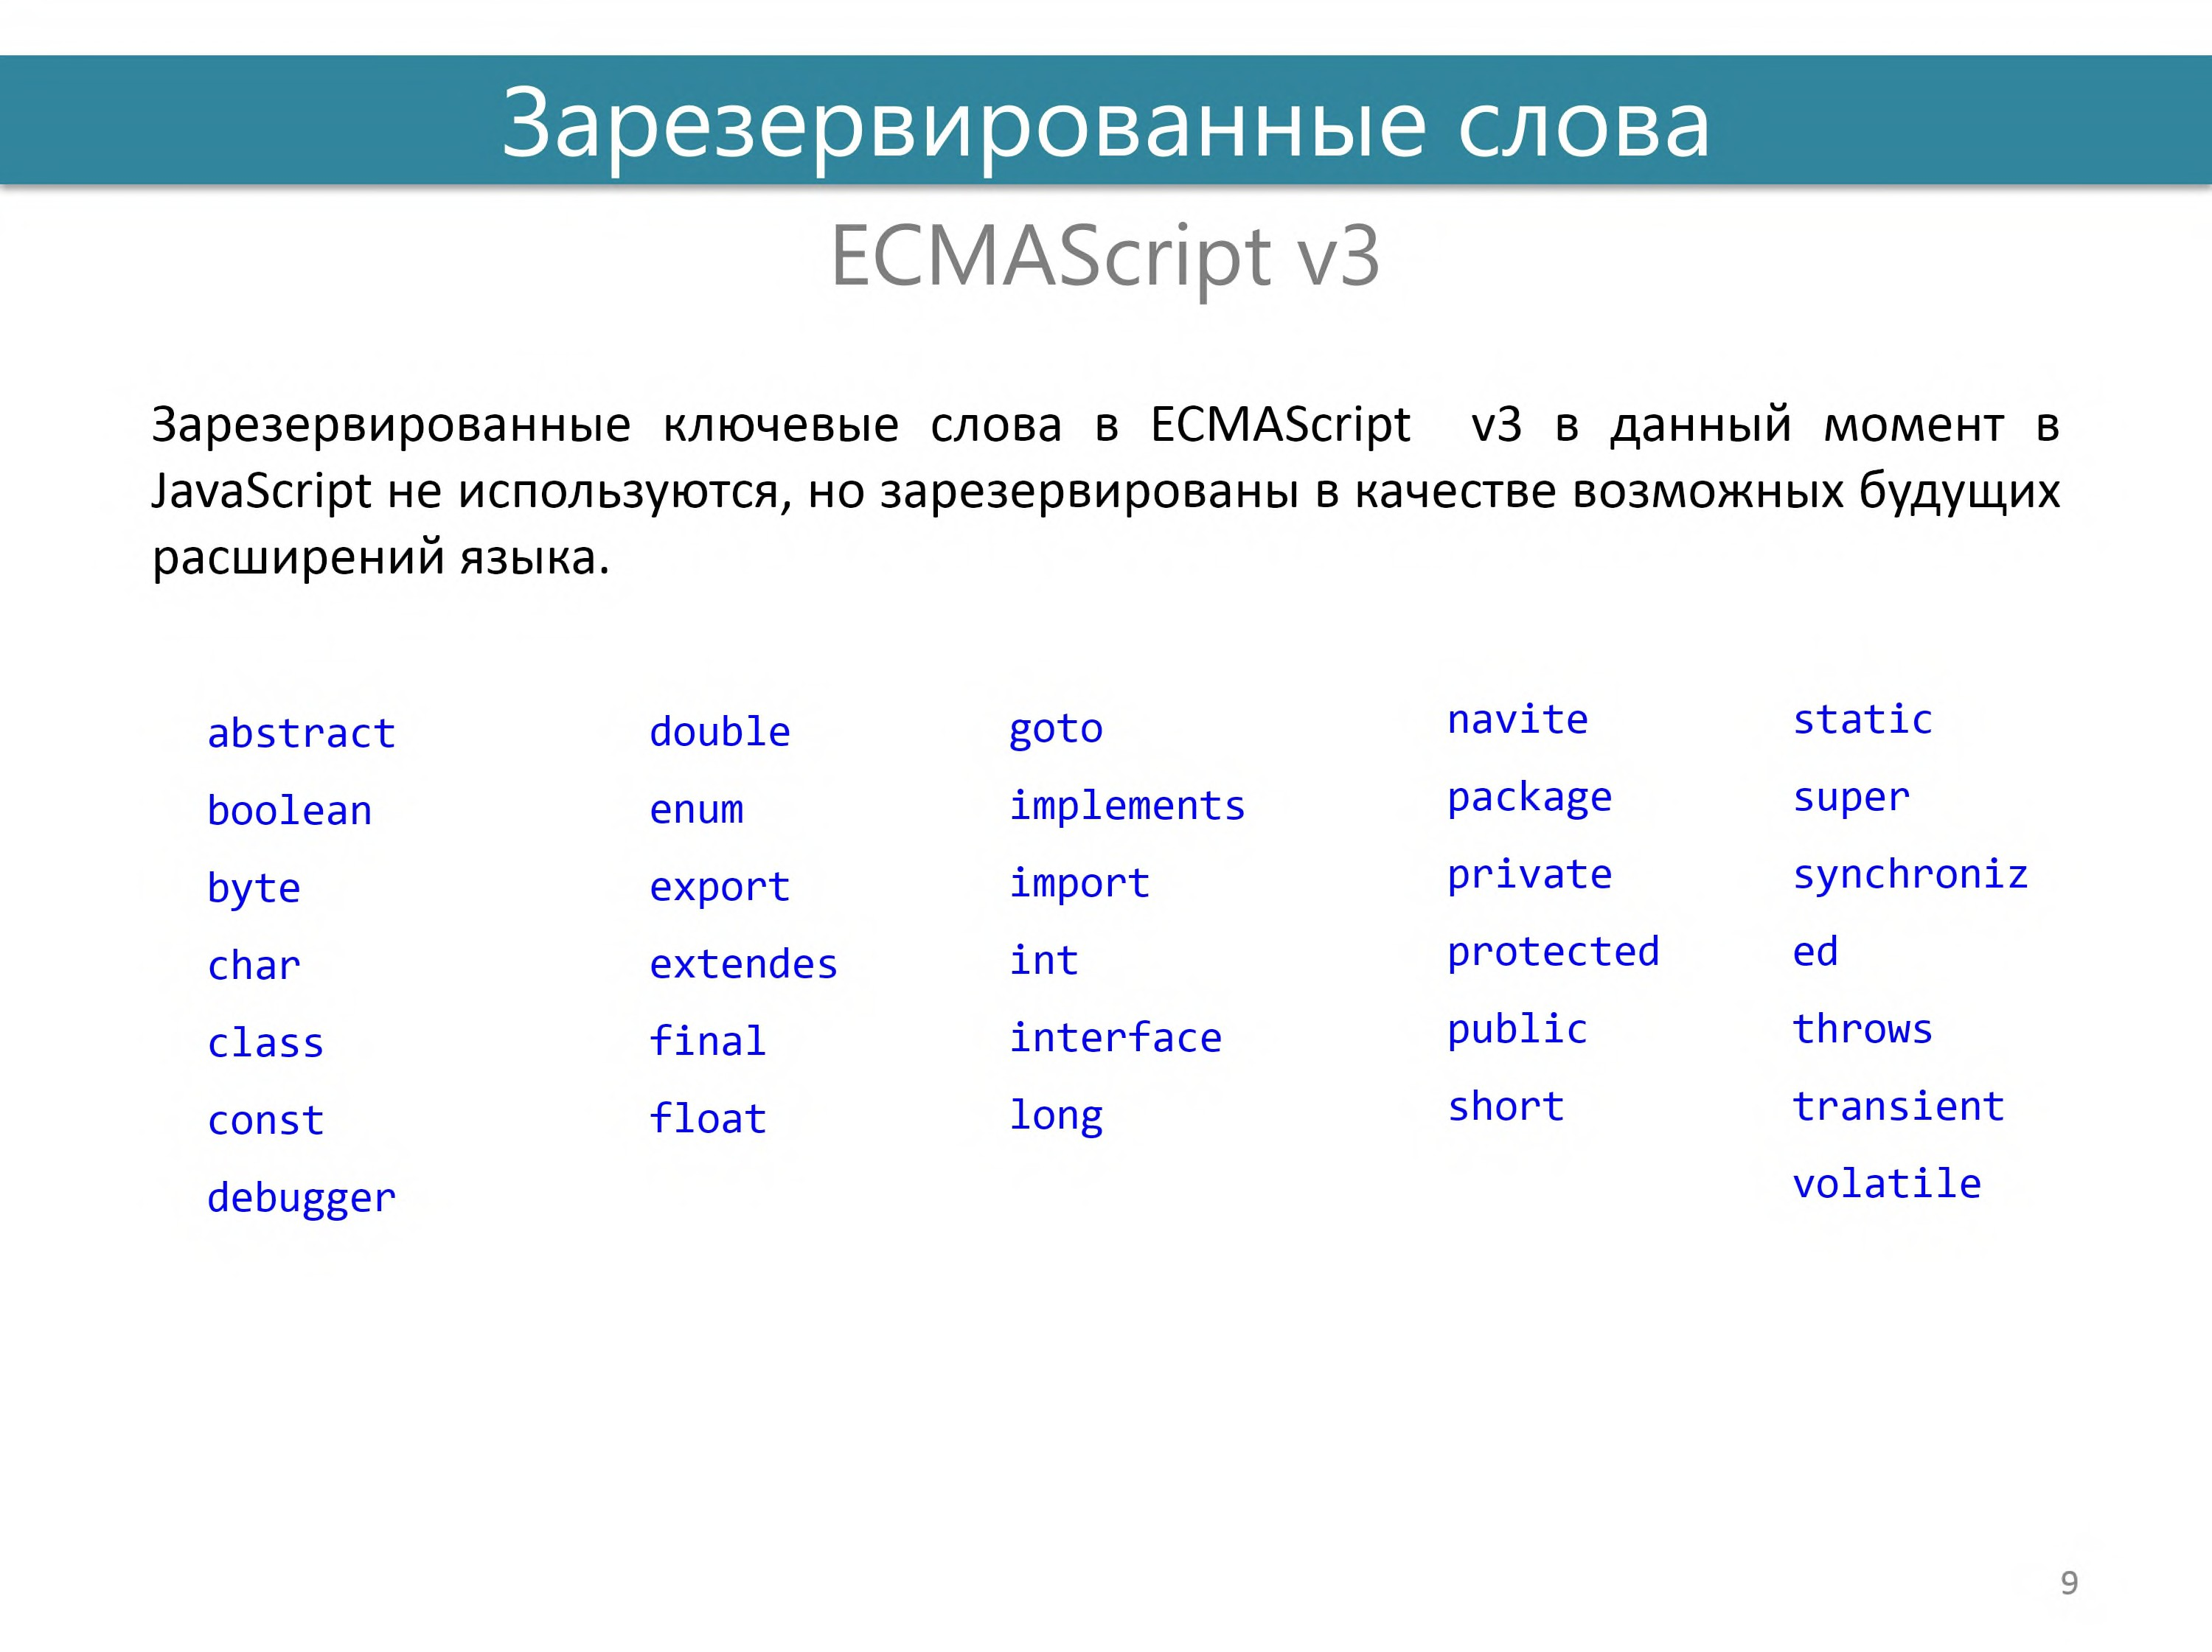 Зарезервированные слова
ECMAScript v3
Зарезервированные ключевые слова в ECMAScript v3 в данный момент в
JavaScript не используются, но зарезервированы в качестве возможных будущих
расширений языка.
abstract
boolean
byte
char
class
const
debugger
double
enum
export
extendes
final
float
goto
implements
import
int
interface
long
navite
package
private
protected
public
short
static
super
synchroniz
ed
throws
transient
volatile
9